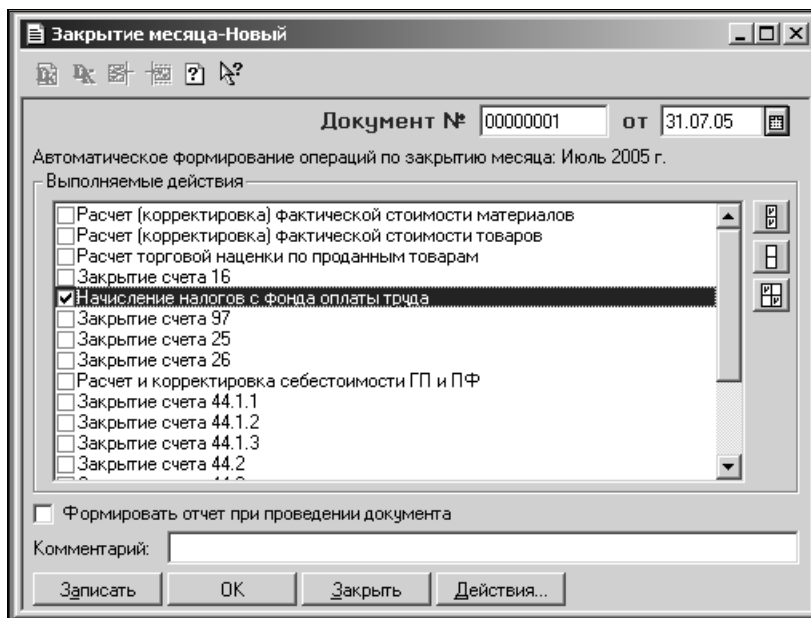 Закрытие месяца-Новый
Документ № 00000001 от 31.07.05
Автоматическое формирование операций по закрытию месяца: Июль 2005 г.
Выполняемые действия
Расчет (корректировка) фактической стоимости материалов
Расчет (корректировка) фактической стоимости товаров
Расчет торговой наценки по проданным товарам
Закрытие счета 16
Начисление налогов с фонда оплаты труда
Закрытие счета 97
Закрытие счета 25
Закрытие счета 26
Расчет и корректировка себестоимости ГП и ПФ
Закрытие счета 44.1.1
Закрытие счета 44.1.2
Закрытие счета 44.1.3
Закрытие счета 44.2
Формировать отчет при проведении документа
Комментарий:
Записать ОК Закрыть Действия...